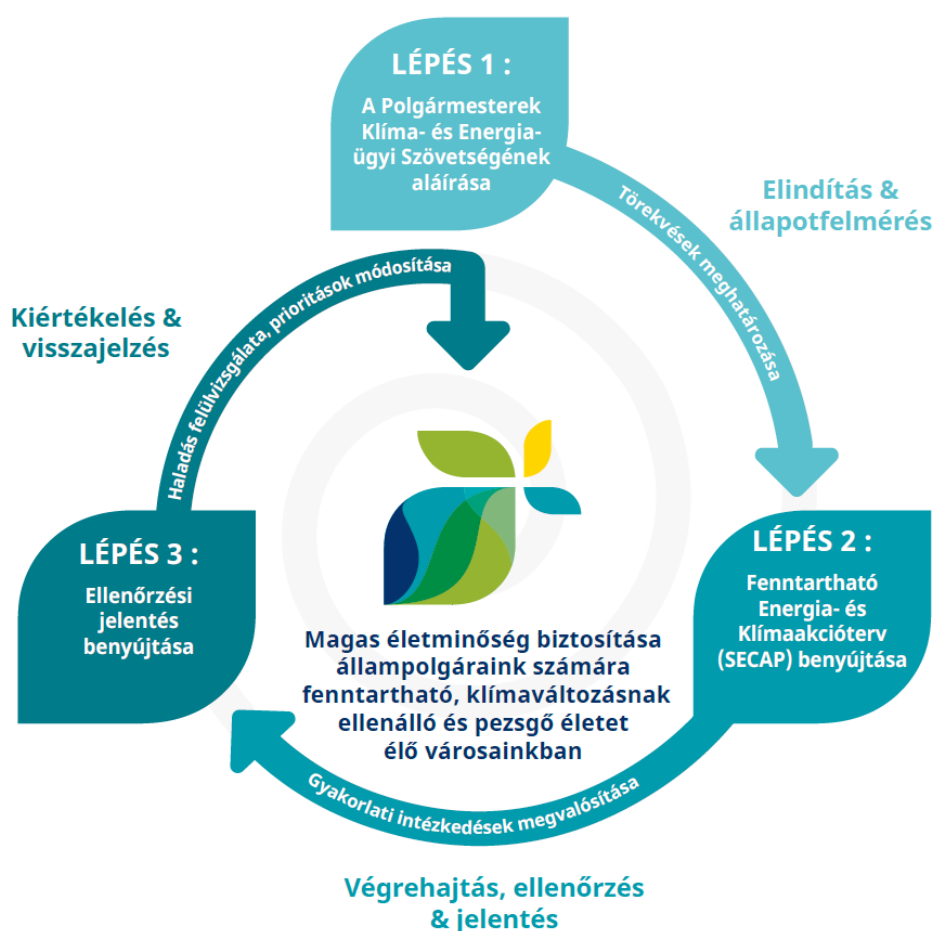 LÉPÉS 1 :
A Polgármesterek
Klíma- és Energia-
ügyi Szövetségének
aláírása
Törekvések meghatározása
Elindítás &
állapotfelmérés
LÉPÉS 2 :
Fenntartható
Energia- és
Klímaakcióterv
(SECAP) benyújtása
Gyakorlati intézkedések megvalósítása
Végrehajtás, ellenőrzés
& jelentés
LÉPÉS 3 :
Ellenőrzési
jelentés
benyújtása
Haladás felülvizsgálata, prioritások módosítása
Kiértékelés &
visszajelzés
Magas életminőség biztosítása
állampolgáraink számára
fenntartható, klímaváltozásnak
ellenálló és pezsgő életet
élő városainkban